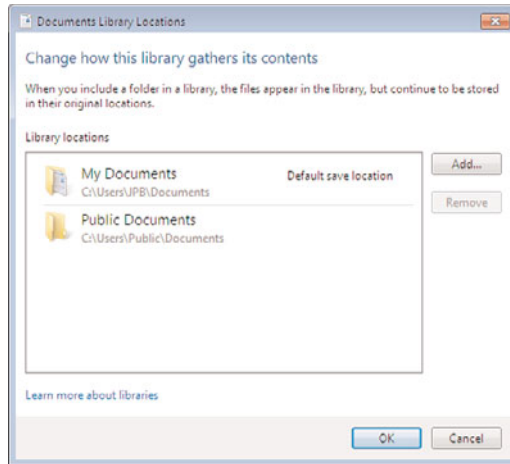 Documents Library Locations
Change how this library gathers its contents
When you include a folder in a library, the files appear in the library, but continue to be stored
in their original locations.
Library locations
My Documents Default save location
C:\Users\JPB\Documents
Public Documents
C:\Users\Public\Documents
Add...
Remove
Learn more about libraries
OK Cancel